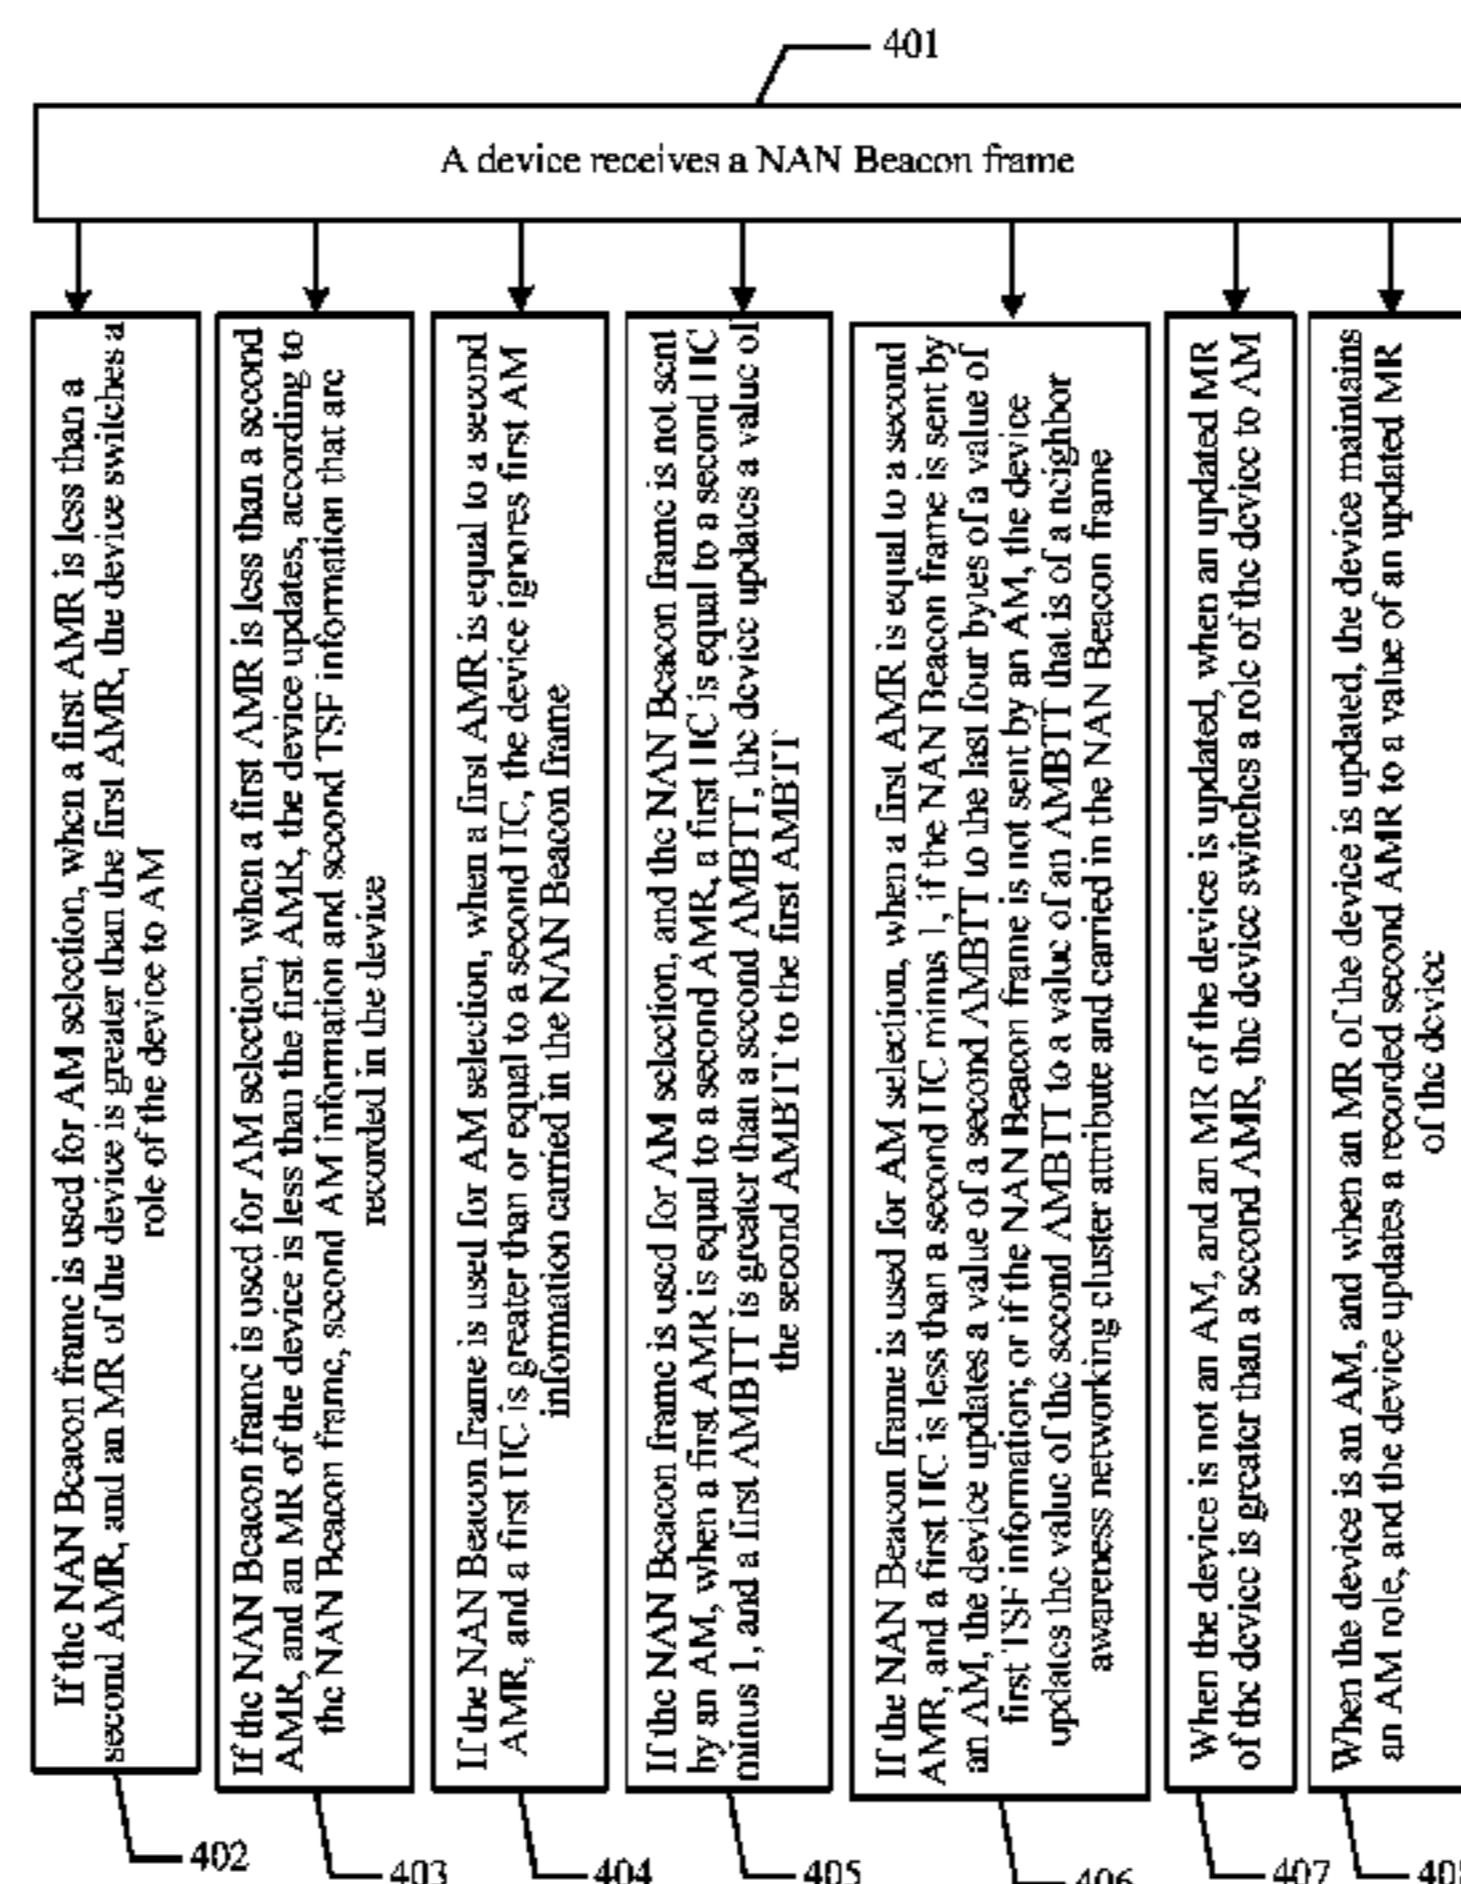 401
A device receives a NAN Beacon frame
If the NAN Beacon frame is used for AM selection, when a first AMR is less than a
second AMR, and an MR of the device is greater than the first AMR, the device switches a
role of the device to AM
If the NAN Beacon frame is used for AM selection, when a first AMR is less than a second
AMR, and an MR of the device is less than the first AMR, the device updates, according to
the NAN Beacon frame, second AM information and second TSF information that are
recorded in the device
If the NAN Beacon frame is used for AM selection, when a first AMR is equal to a second
AMR, and a first HC is greater than or equal to a second HC, the device ignores first AM
information carried in the NAN Beacon frame
If the NAN Beacon frame is used for AM selection, and the NAN Beacon frame is not sent
by an AM, when a first AMR is equal to a second AMR, a first HC is equal to a second HC
minus 1, and a first AMBTT is greater than a second AMBTT, the device updates a value of
the second AMBTT to the first AMBTT
If the NAN Beacon frame is used for AM selection, when a first AMR is equal to a second
AMR, and a first HC is less than a second HC minus 1, if the NAN Beacon frame is sent by
an AM, the device updates a value of a second AMBTT to the last four bytes of a value of
first TSF information; or if the NAN Beacon frame is not sent by an AM, the device
updates the value of the second AMBTT to a value of an AMBTT that is of a neighbor
awareness networking cluster attribute and carried in the NAN Beacon frame
When the device is not an AM, and an MR of the device is updated, when an updated MR
of the device is greater than a second AMR, the device switches a role of the device to AM
When the device is an AM, and when an MR of the device is updated, the device maintains
an AM role, and the device updates a recorded second AMR to a value of an updated MR
of the device
402
403
404
405
406
407
408